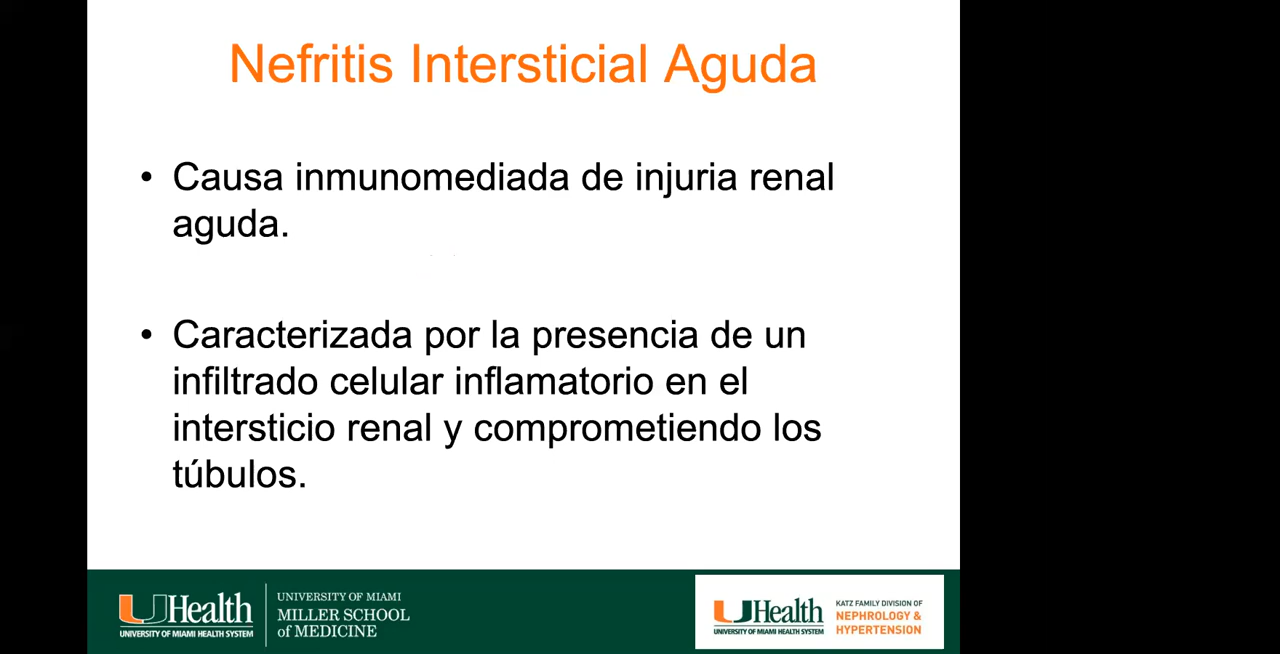 Nefritis Intersticial Aguda
• Causa inmunomediada de injuria renal
aguda.
• Caracterizada por la presencia de un
infiltrado celular inflamatorio en el
intersticio renal y comprometiendo los
túbulos.
UHealth
UNIVERSITY OF MIAMI HEALTH SYSTEM
UNIVERSITY OF MIAMI
MILLER SCHOOL
of MEDICINE
UHealth
UNIVERSITY OF MIAMI HEALTH SYSTEM
KATZ FAMILY DIVISION OF
NEPHROLOGY &
HYPERTENSION